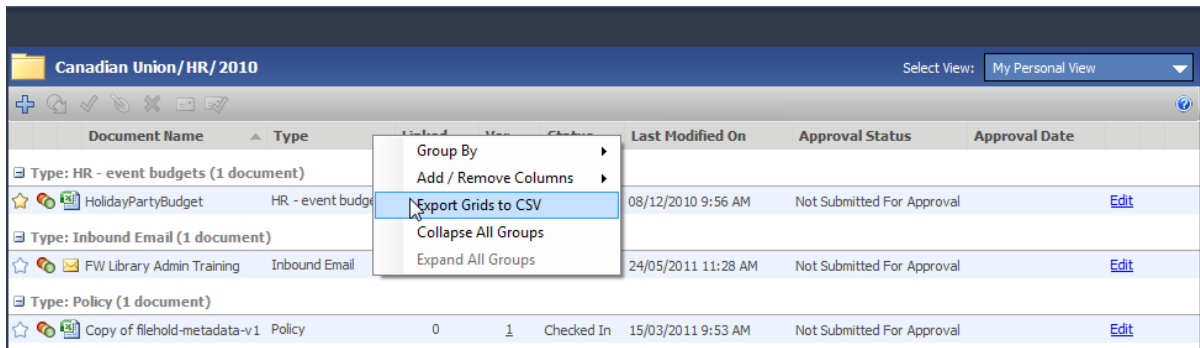 Canadian Union/HR/2010 Select View: My Personal View
Document Name Type Last Modified On Approval Status Approval Date
Group By
Type: HR - event budgets (1 document)
Add / Remove Columns
HolidayPartyBudget HR - event budge Export Grids to CSV 08/12/2010 9:56 AM Not Submitted For Approval Edit
Collapse All Groups
Type: Inbound Email (1 document)
FW Library Admin Training Inbound Email Expand All Groups 24/05/2011 11:28 AM Not Submitted For Approval Edit
Type: Policy (1 document)
Copy of filehold-metadata-v1 Policy 0 1 Checked In 15/03/2011 9:53 AM Not Submitted For Approval Edit